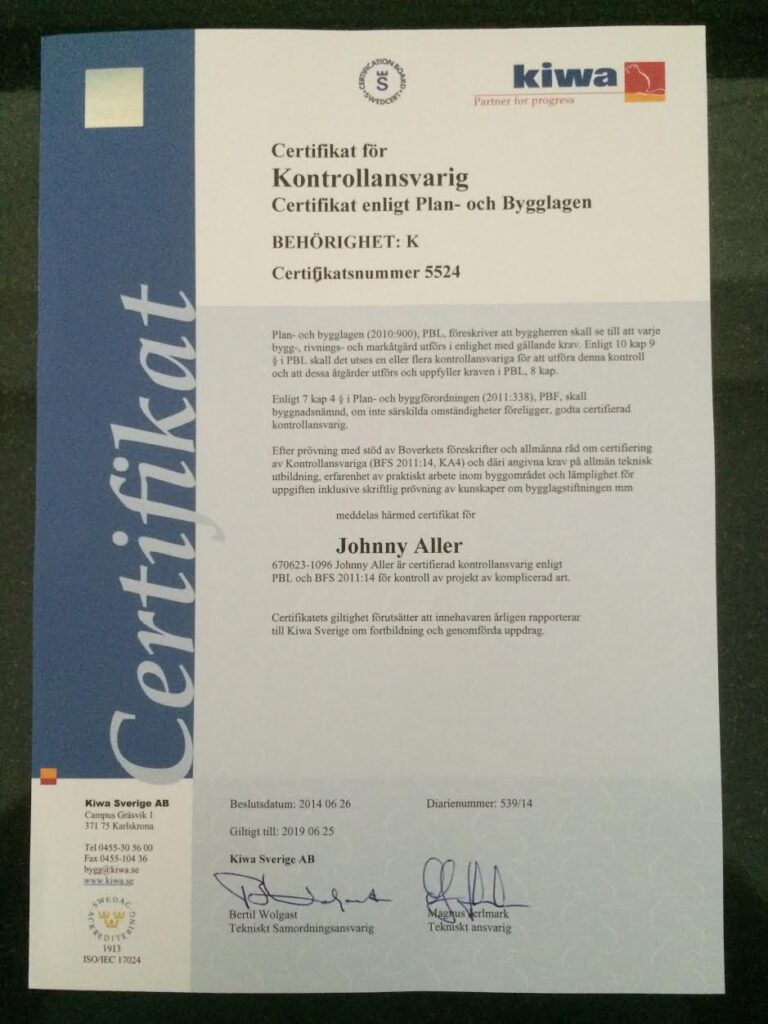 CERTIFICATION BOARD
SWEDCERT
kiwa
Partner for progress
Certifikat för
Kontrollansvarig
Certifikat enligt Plan- och Bygglagen
BEHÖRIGHET: K
Certifikatsnummer 5524
Certifikat
Plan- och bygglagen (2010:900), PBL, föreskriver att byggherren skall se till att varje
bygg-, rivnings- och markåtgärd utförs i enlighet med gällande krav. Enligt 10 kap 9
§ i PBL skall det utses en eller flera kontrollansvariga för att utföra denna kontroll
och att dessa åtgärder utförs och uppfyller kraven i PBL, 8 kap.
Enligt 7 kap 4 § i Plan- och byggförordningen (2011:338), PBF, skall
byggnadsnämnd, om inte särskilda omständigheter föreligger, godta certifierad
kontrollansvarig.
Efter prövning med stöd av Boverkets föreskrifter och allmänna råd om certifiering
av Kontrollansvariga (BFS 2011:14, KA4) och däri angivna krav på allmän teknisk
utbildning, erfarenhet av praktiskt arbete inom byggområdet och lämplighet för
uppgiften inklusive skriftlig prövning av kunskaper om bygglagstiftningen mm
meddelas härmed certifikat för
Johnny Aller
670623-1096 Johnny Aller är certifierad kontrollansvarig enligt
PBL och BFS 2011:14 för kontroll av projekt av komplicerad art.
Certifikatets giltighet förutsätter att innehavaren årligen rapporterar
till Kiwa Sverige om fortbildning och genomförda uppdrag.
Kiwa Sverige AB
Campus Gräsvik 1
371 75 Karlskrona
Tel 0455-30 56 00
Fax 0455-104 36
bygg@kiwa.se
www.kiwa.se
SWEDAC
ACKREDITERING
1913
ISO/IEC 17024
Beslutsdatum: 2014 06 26
Diarienummer: 539/14
Giltigt till: 2019 06 25
Kiwa Sverige AB
Bertil Wolgast
Tekniskt Samordningsansvarig
Magnus
Tekniskt ansvarig